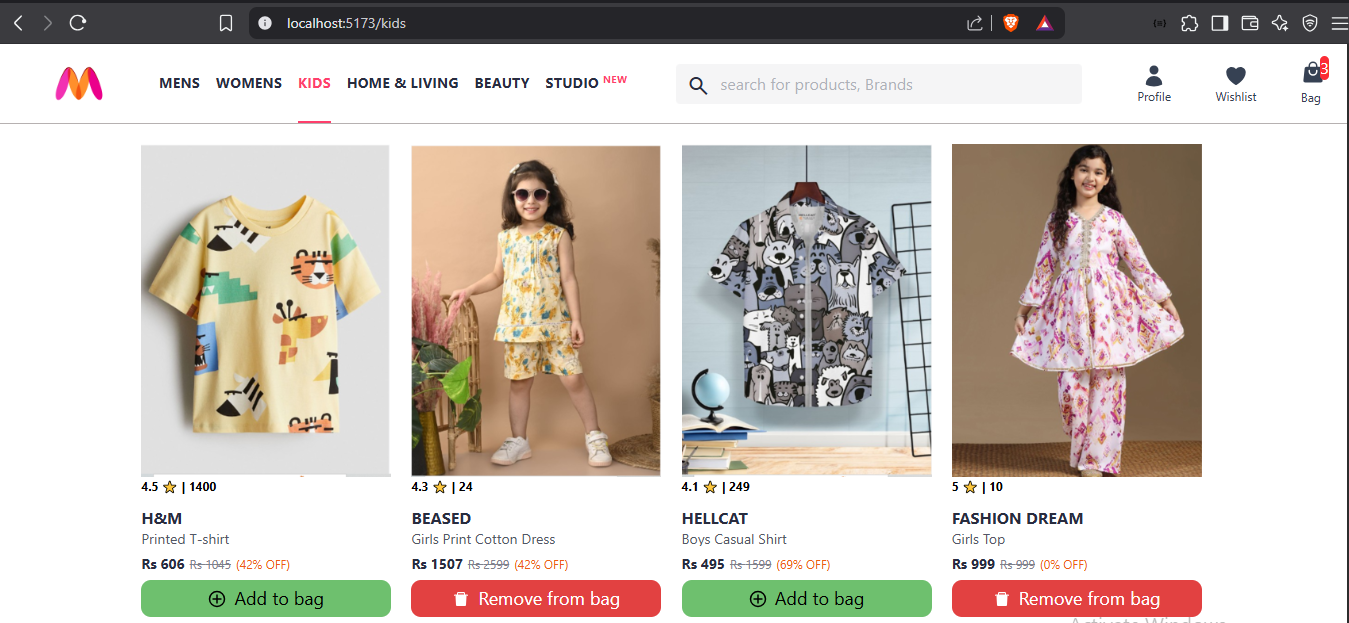 localhost:5173/kids
MENS WOMENS KIDS HOME & LIVING BEAUTY STUDIO NEW
search for products, Brands
Profile
Wishlist
3
Bag
4.5 ⭐ | 1400
H&M
Printed T-shirt
Rs 606 Rs 1045 (42% OFF)
Add to bag
4.3 ⭐ | 24
BEASED
Girls Print Cotton Dress
Rs 1507 Rs 2599 (42% OFF)
Remove from bag
4.1 ⭐ | 249
HELLCAT
Boys Casual Shirt
Rs 495 Rs 1599 (69% OFF)
Add to bag
5 ⭐ | 10
FASHION DREAM
Girls Top
Rs 999 Rs 999 (0% OFF)
Remove from bag
Activate Windows